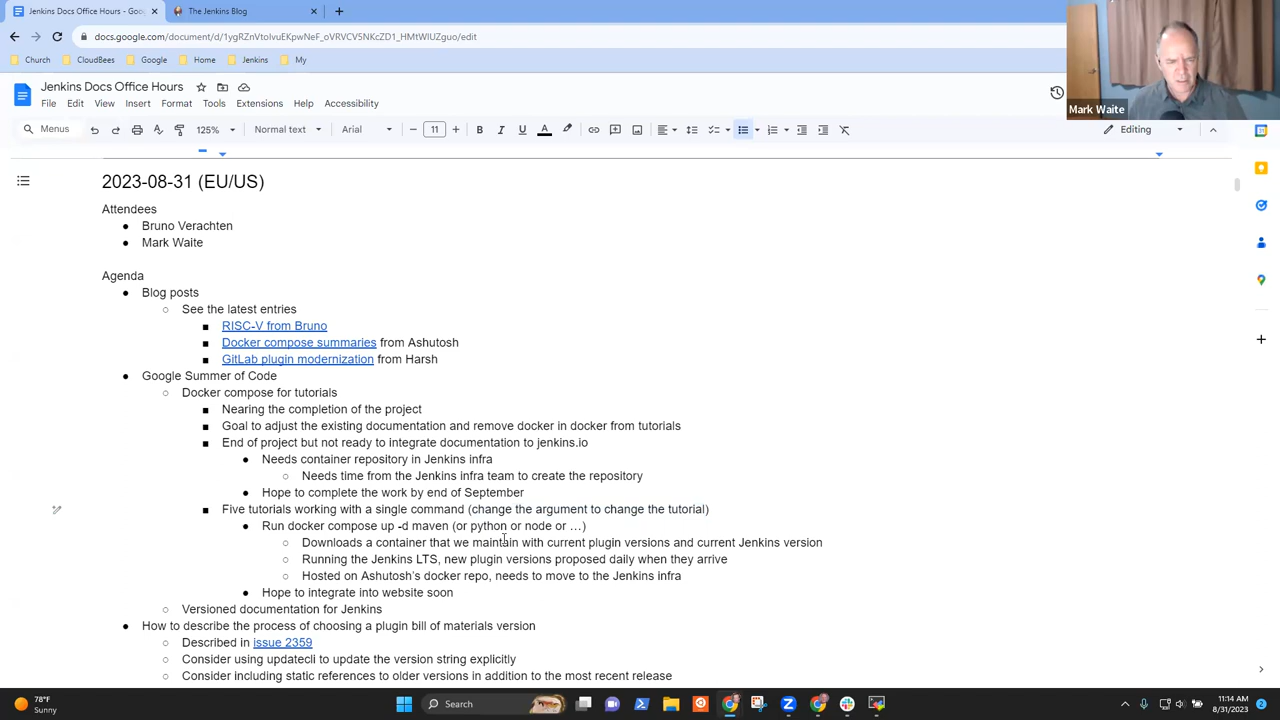 Jenkins Docs Office Hours - Goo
The Jenkins Blog
docs.google.com/document/d/1ygRZnVtoIvuEKpwNeF_oVRVCV5NKcZD1_HMtWIUZguo/edit
Church
CloudBees
Google
Home
Jenkins
My
Mark Waite
Jenkins Docs Office Hours
File Edit View Insert Format Tools Extensions Help Accessibility
Menus 125% Normal text Arial 11 B I U A Editing
2023-08-31 (EU/US)
Attendees
Bruno Verachten
Mark Waite
Agenda
Blog posts
See the latest entries
RISC-V from Bruno
Docker compose summaries from Ashutosh
GitLab plugin modernization from Harsh
Google Summer of Code
Docker compose for tutorials
Nearing the completion of the project
Goal to adjust the existing documentation and remove docker in docker from tutorials
End of project but not ready to integrate documentation to jenkins.io
Needs container repository in Jenkins infra
Needs time from the Jenkins infra team to create the repository
Hope to complete the work by end of September
Five tutorials working with a single command (change the argument to change the tutorial)
Run docker compose up -d maven (or python or node or …)
Downloads a container that we maintain with current plugin versions and current Jenkins version
Running the Jenkins LTS, new plugin versions proposed daily when they arrive
Hosted on Ashutosh's docker repo, needs to move to the Jenkins infra
Hope to integrate into website soon
Versioned documentation for Jenkins
How to describe the process of choosing a plugin bill of materials version
Described in issue 2359
Consider using updatecli to update the version string explicitly
Consider including static references to older versions in addition to the most recent release
78°F
Sunny
Search
11:14 AM
8/31/2023
2